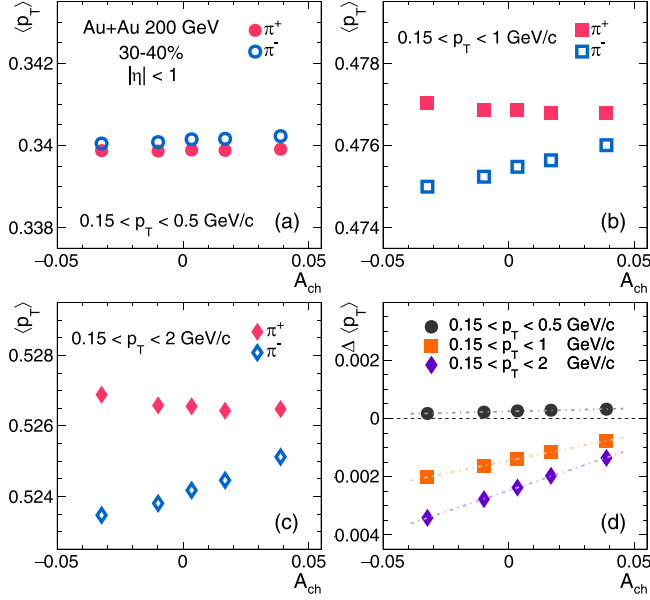 ⟨p_T⟩
0.342
0.34
0.338
Au+Au 200 GeV
30-40%
|η| < 1
π⁺
π⁻
0.15 < p_T < 0.5 GeV/c
(a)
−0.05
0
0.05
A_ch
⟨p_T⟩
0.478
0.476
0.474
0.15 < p_T < 1 GeV/c
π⁺
π⁻
(b)
−0.05
0
0.05
A_ch
⟨p_T⟩
0.528
0.526
0.524
0.15 < p_T < 2 GeV/c
π⁺
π⁻
(c)
−0.05
0
0.05
A_ch
Δ ⟨p_T⟩
0.002
0
−0.002
−0.004
0.15 < p_T < 0.5 GeV/c
0.15 < p_T < 1 GeV/c
0.15 < p_T < 2 GeV/c
(d)
−0.05
0
0.05
A_ch